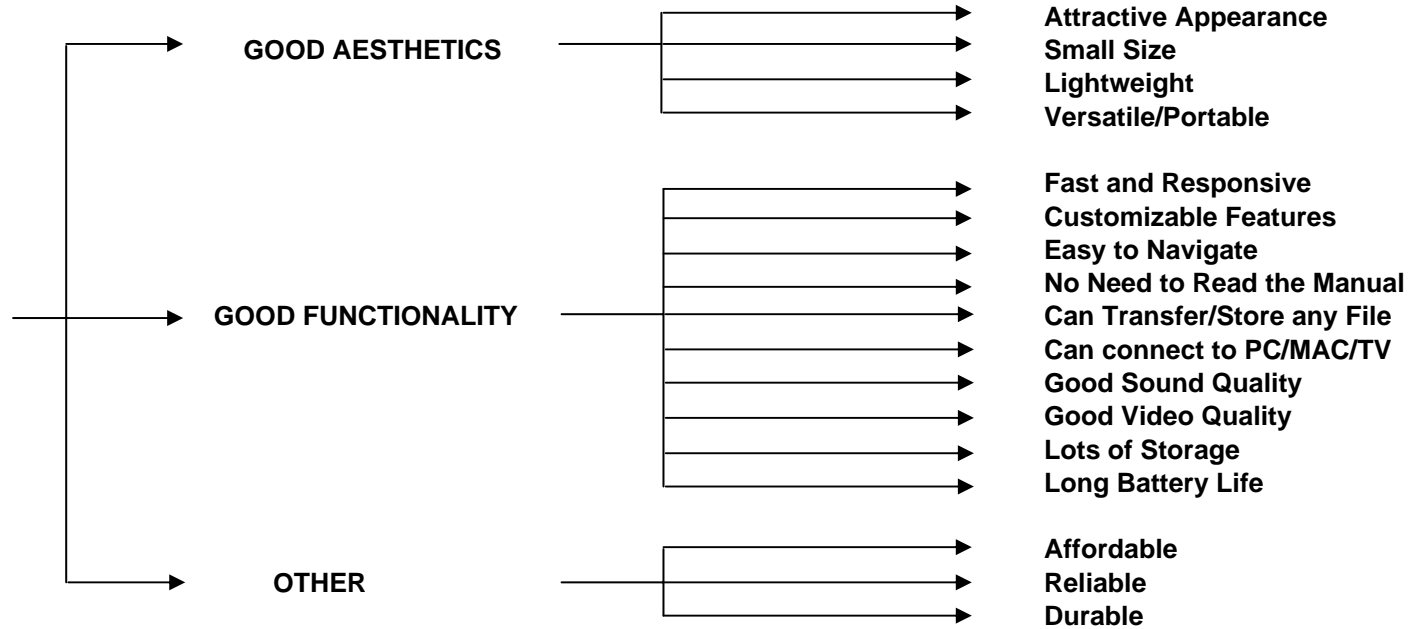 GOOD AESTHETICS
Attractive Appearance
Small Size
Lightweight
Versatile/Portable
GOOD FUNCTIONALITY
Fast and Responsive
Customizable Features
Easy to Navigate
No Need to Read the Manual
Can Transfer/Store any File
Can connect to PC/MAC/TV
Good Sound Quality
Good Video Quality
Lots of Storage
Long Battery Life
OTHER
Affordable
Reliable
Durable